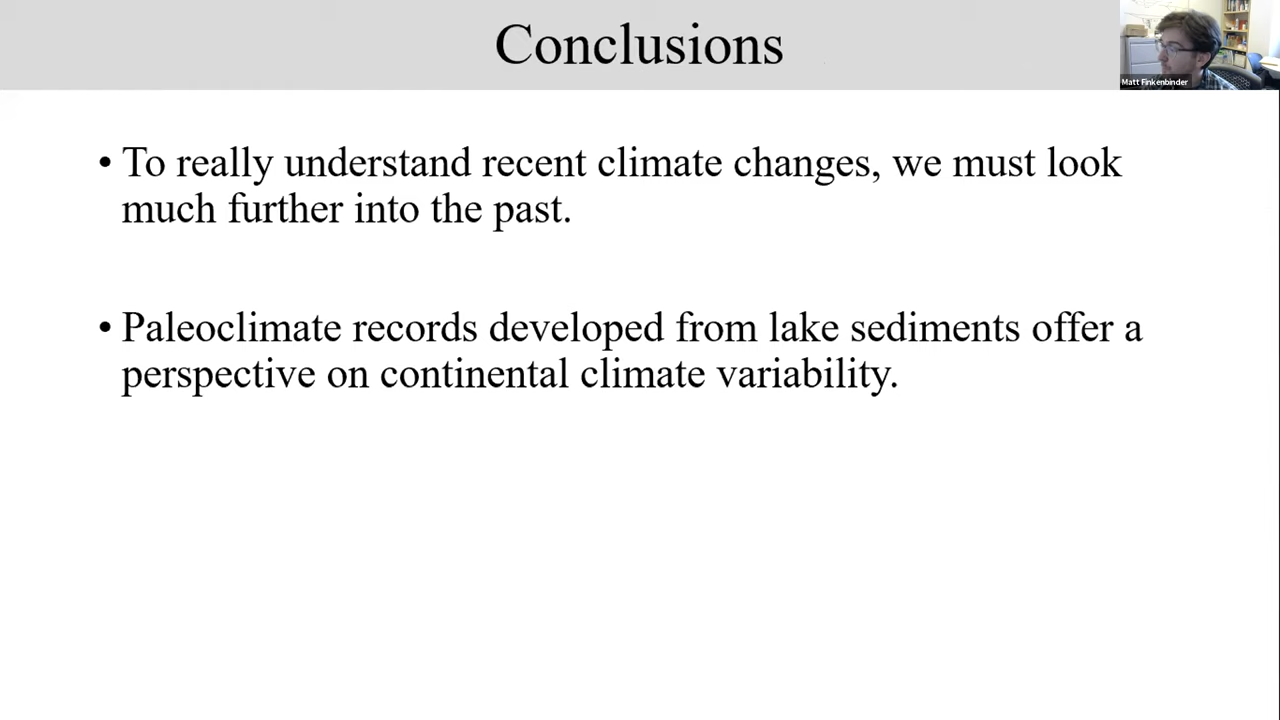 Conclusions
Matt Finkenbinder
• To really understand recent climate changes, we must look
much further into the past.
• Paleoclimate records developed from lake sediments offer a
perspective on continental climate variability.